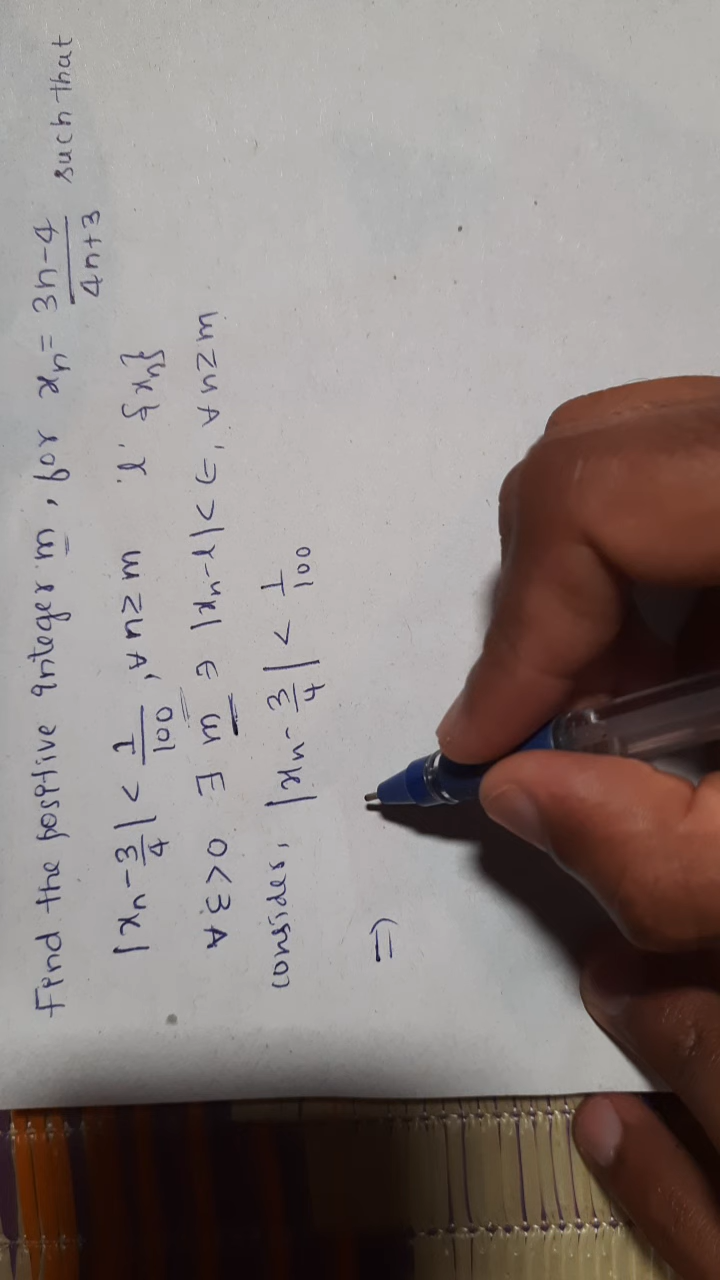 Find the positive integer m, for xn = 3n-4/4n+3 such that
|xn - 3/4| < 1/100, ∀ n≥m 'l' {xn}
∀ ε>0 ∃ m ∋ |xn-l| < ∈, ∀ n≥m
consider, |xn - 3/4| < 1/100
=>